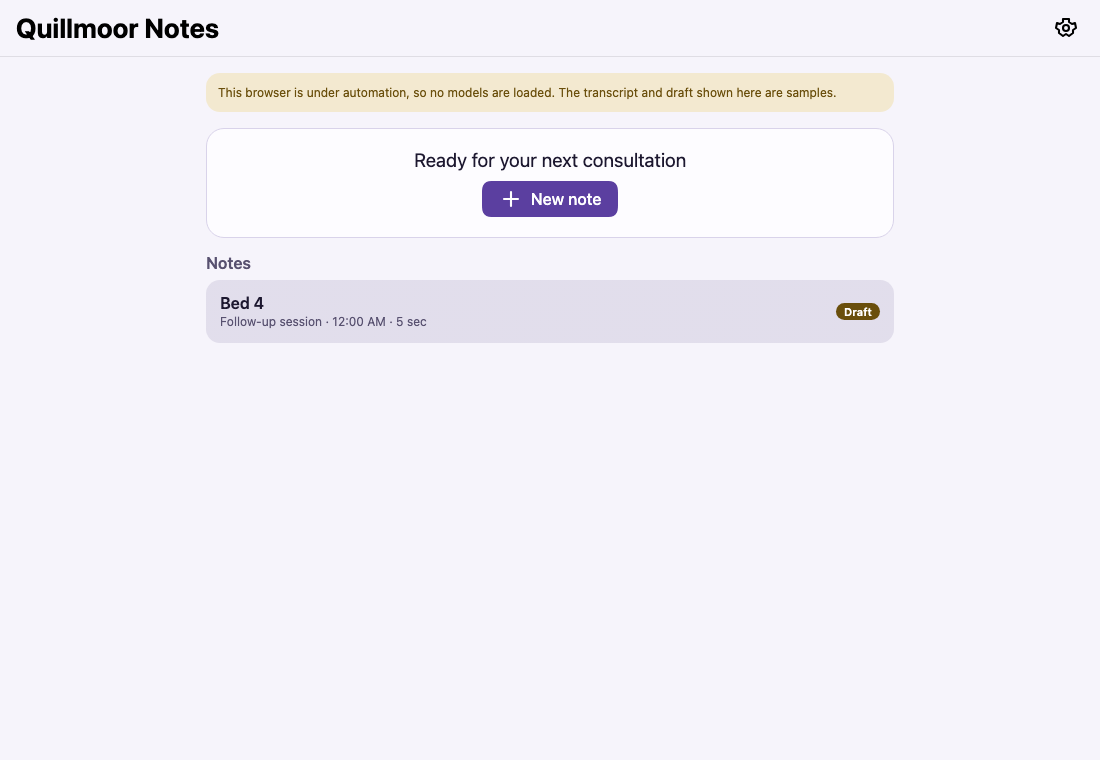 Quillmoor Notes
This browser is under automation, so no models are loaded. The transcript and draft shown here are samples.
Ready for your next consultation
New note
Notes
Bed 4
Follow-up session · 12:00 AM · 5 sec
Draft